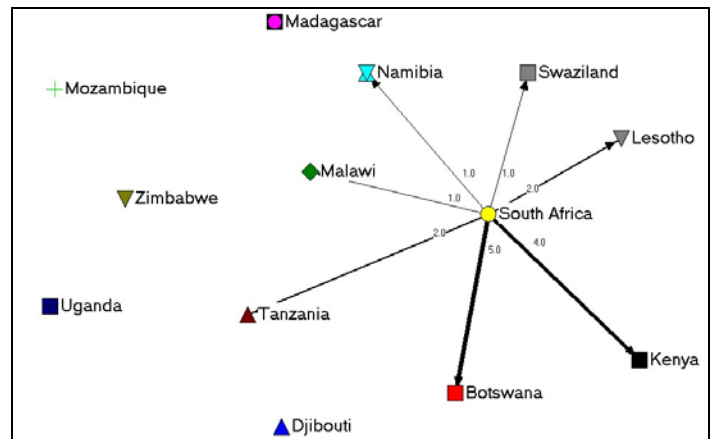 Madagascar
Namibia
Swaziland
Mozambique
Lesotho
Malawi
1.0
1.0
2.0
1.0
Zimbabwe
South Africa
2.0
5.0
4.0
Uganda
Tanzania
Kenya
Botswana
Djibouti